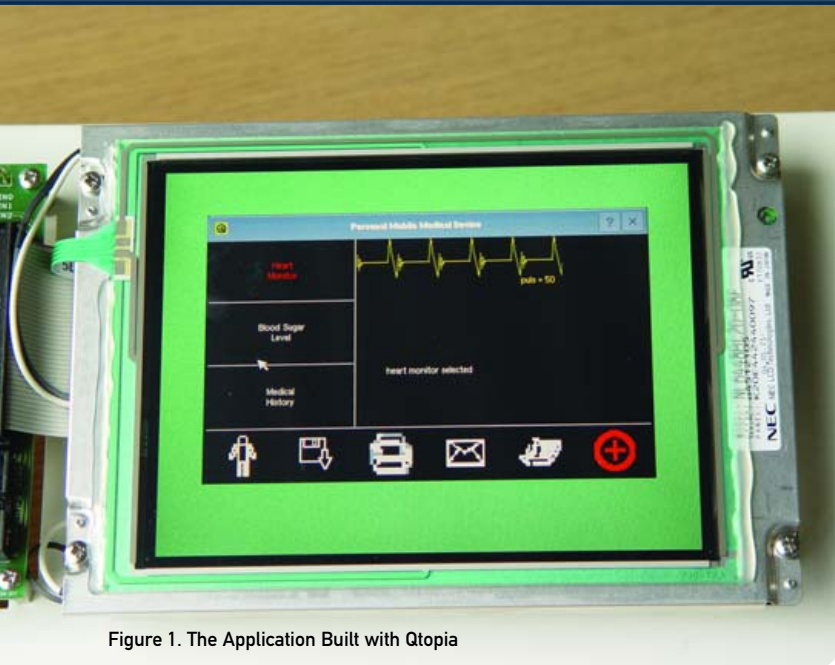 Personal Mobile Medical Device
? ×
Heart
Monitor
puls = 50
Blood Sugar
Level
heart monitor selected
Medical
History
NEC
Figure 1. The Application Built with Qtopia